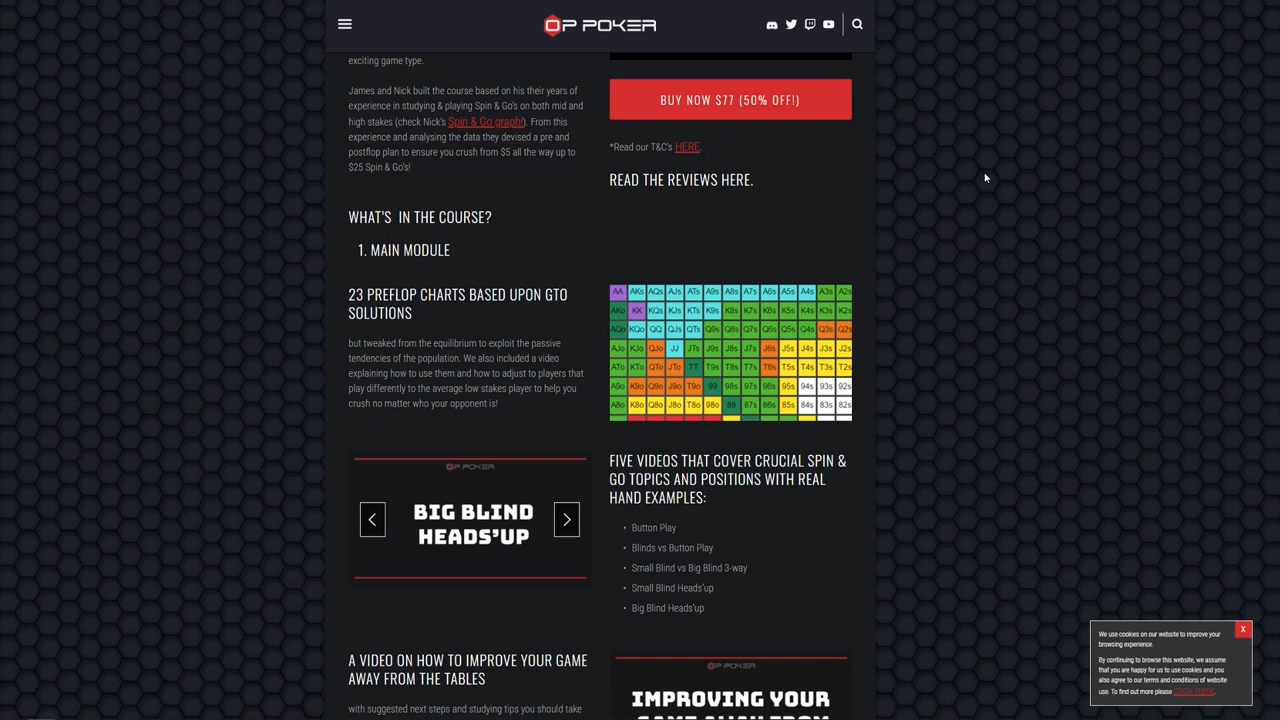 OP POKER
exciting game type.
James and Nick built the course based on his their years of
experience in studying & playing Spin & Go's on both mid and
high stakes (check Nick's Spin & Go graph!). From this
experience and analysing the data they devised a pre and
postflop plan to ensure you crush from $5 all the way up to
$25 Spin & Go's!
BUY NOW $77 (50% OFF!)
*Read our T&C's HERE.
READ THE REVIEWS HERE.
WHAT'S IN THE COURSE?
1. MAIN MODULE
23 PREFLOP CHARTS BASED UPON GTO
SOLUTIONS
but tweaked from the equilibrium to exploit the passive
tendencies of the population. We also included a video
explaining how to use them and how to adjust to players that
play differently to the average low stakes player to help you
crush no matter who your opponent is!
AA AKs AQs AJs ATs A9s A8s A7s A6s A5s A4s A3s A2s
AKo KK KQs KJs KTs K9s K8s K7s K6s K5s K4s K3s K2s
AQo KQo QQ QJs QTs Q9s Q8s Q7s Q6s Q5s Q4s Q3s Q2s
AJo KJo QJo JJ JTs J9s J8s J7s J6s J5s J4s J3s J2s
ATo KTo QTo JTo TT T9s T8s T7s T6s T5s T4s T3s T2s
A9o K9o Q9o J9o T9o 99 98s 97s 96s 95s 94s 93s 92s
A8o K8o Q8o J8o T8o 98o 88 87s 86s 85s 84s 83s 82s
OP POKER
BIG BLIND
HEADS'UP
FIVE VIDEOS THAT COVER CRUCIAL SPIN &
GO TOPICS AND POSITIONS WITH REAL
HAND EXAMPLES:
• Button Play
• Blinds vs Button Play
• Small Blind vs Big Blind 3-way
• Small Blind Heads'up
• Big Blind Heads'up
A VIDEO ON HOW TO IMPROVE YOUR GAME
AWAY FROM THE TABLES
with suggested next steps and studying tips you should take
OP POKER
IMPROVING YOUR
GAME AWAY FROM
X
We use cookies on our website to improve your
browsing experience.
By continuing to browse this website, we assume
that you are happy for us to use cookies and you
also agree to our terms and conditions of website
use. To find out more please click here.